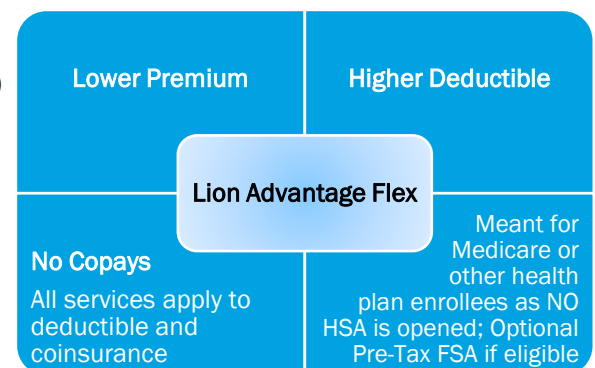 Lower Premium
Higher Deductible
Lion Advantage Flex
No Copays
All services apply to
deductible and
coinsurance
Meant for
Medicare or
other health
plan enrollees as NO
HSA is opened; Optional
Pre-Tax FSA if eligible